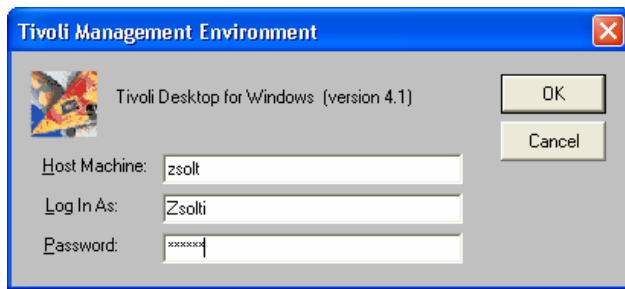 Tivoli Management Environment
Tivoli Desktop for Windows (version 4.1)
OK
Cancel
Host Machine: zsolt
Log In As: Zsolti
Password: ******